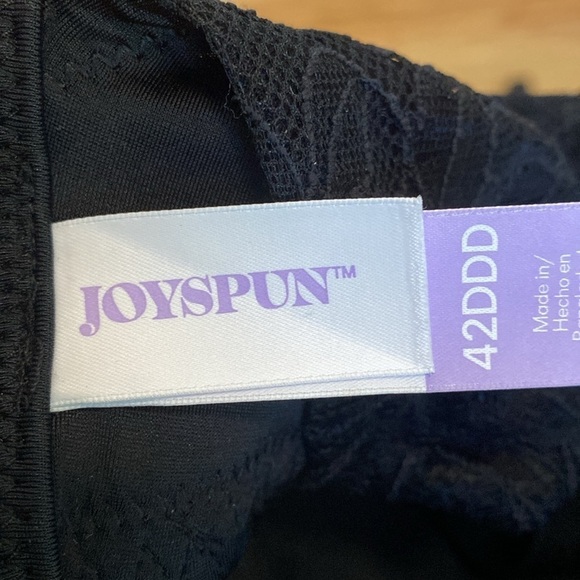 JOYSPUN™
42DDD
Made in/
Hecho en